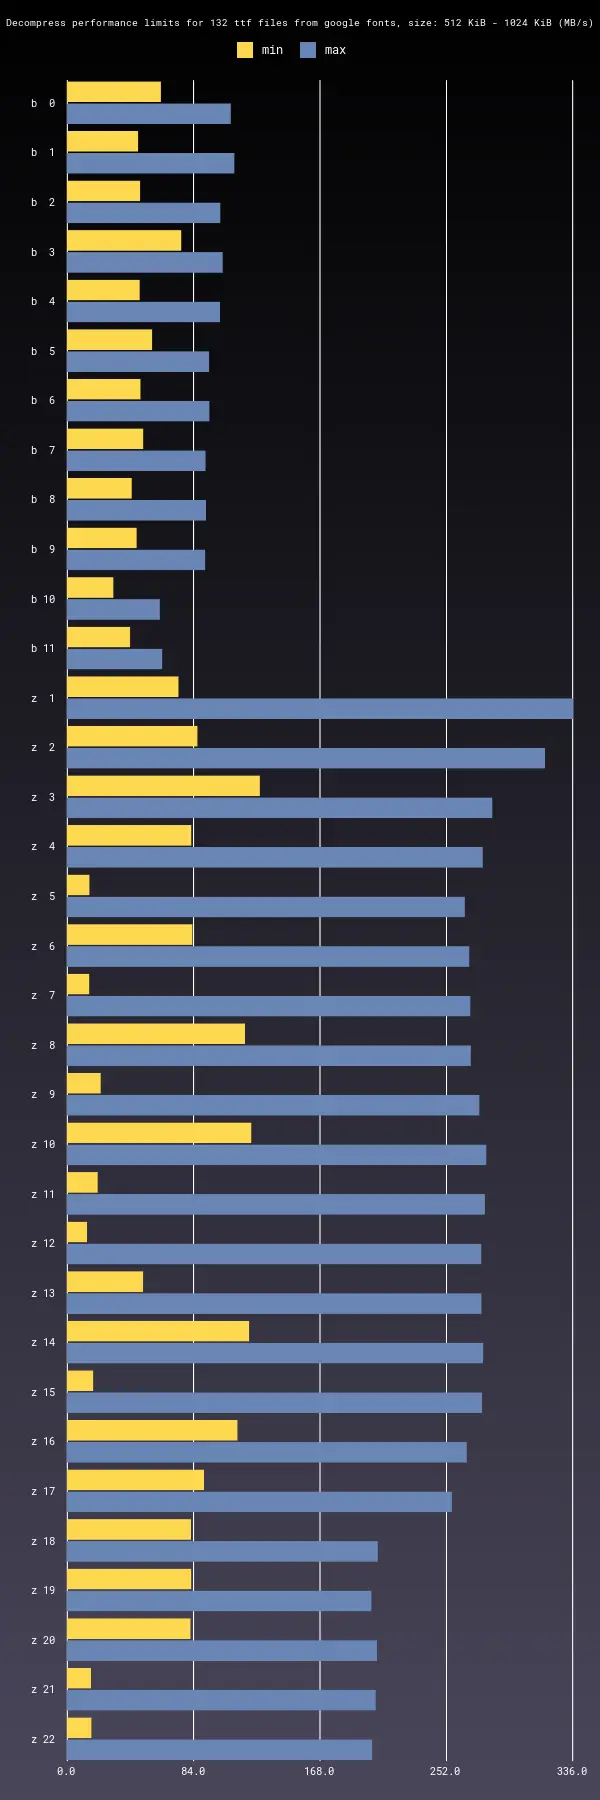 Decompress performance limits for 132 ttf files from google fonts, size: 512 KiB - 1024 KiB (MB/s)
min max
b 0
b 1
b 2
b 3
b 4
b 5
b 6
b 7
b 8
b 9
b 10
b 11
z 1
z 2
z 3
z 4
z 5
z 6
z 7
z 8
z 9
z 10
z 11
z 12
z 13
z 14
z 15
z 16
z 17
z 18
z 19
z 20
z 21
z 22
0.0 84.0 168.0 252.0 336.0